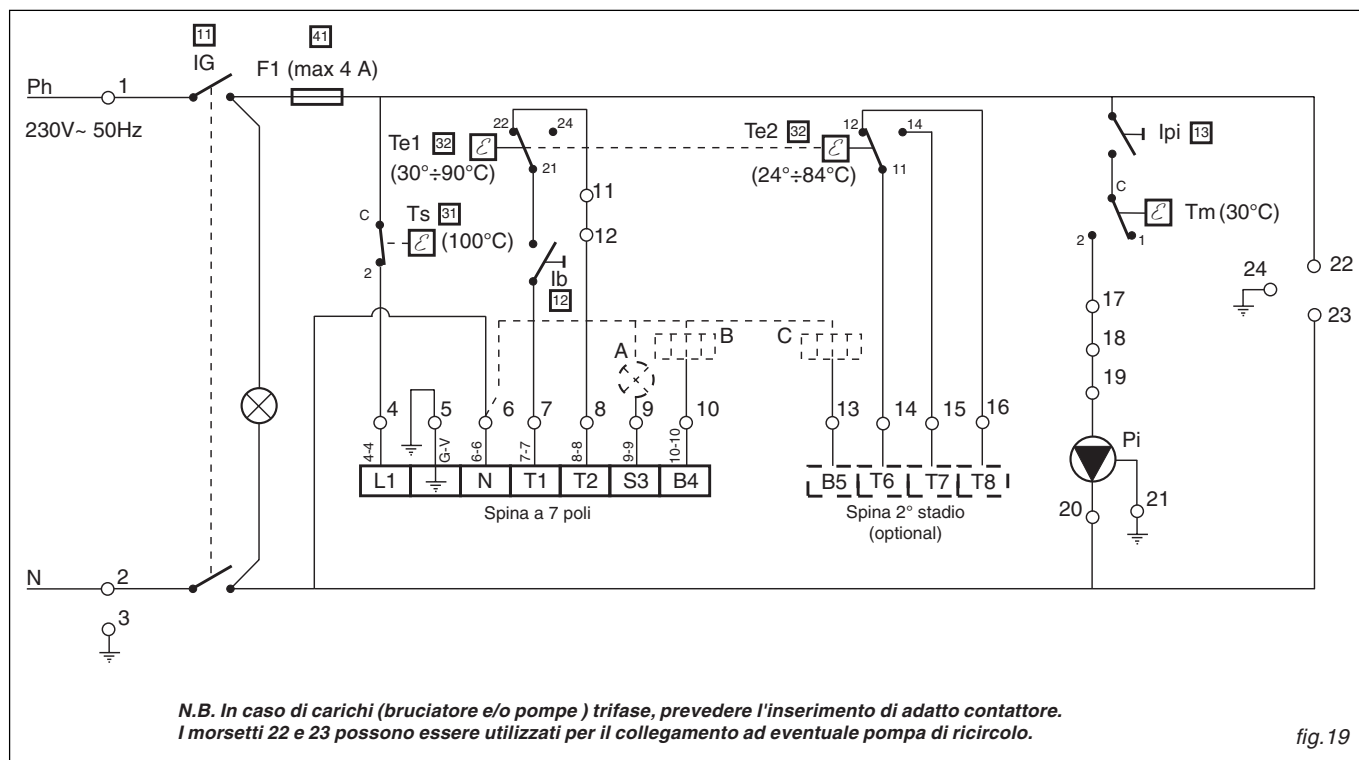 11
41
IG
F1 (max 4 A)
Ph
1
230V~ 50Hz
22
24
Te1
32
(30°÷90°C)
21
11
12
Te2
32
(24°÷84°C)
12
14
11
Ipi
13
C
Tm (30°C)
2
1
C
Ts
31
(100°C)
2
Ib
12
22
24
23
17
18
19
A
B
C
4
5
6
7
8
9
10
13
14
15
16
4-4
G-V
6-6
7-7
8-8
9-9
10-10
L1
N
T1
T2
S3
B4
B5
T6
T7
T8
Spina a 7 poli
Spina 2° stadio
(optional)
Pi
20
21
N
2
3
N.B. In caso di carichi (bruciatore e/o pompe ) trifase, prevedere l'inserimento di adatto contattore.
I morsetti 22 e 23 possono essere utilizzati per il collegamento ad eventuale pompa di ricircolo.
fig.19